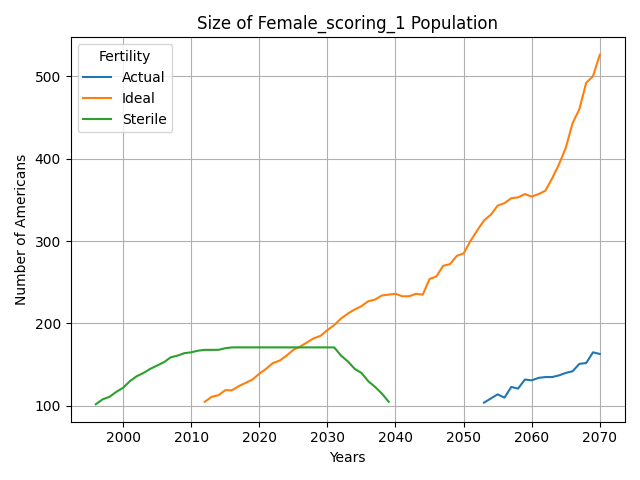 Size of Female_scoring_1 Population
Fertility
Actual
Ideal
Sterile
Number of Americans
500
400
300
200
100
2000 2010 2020 2030 2040 2050 2060 2070
Years